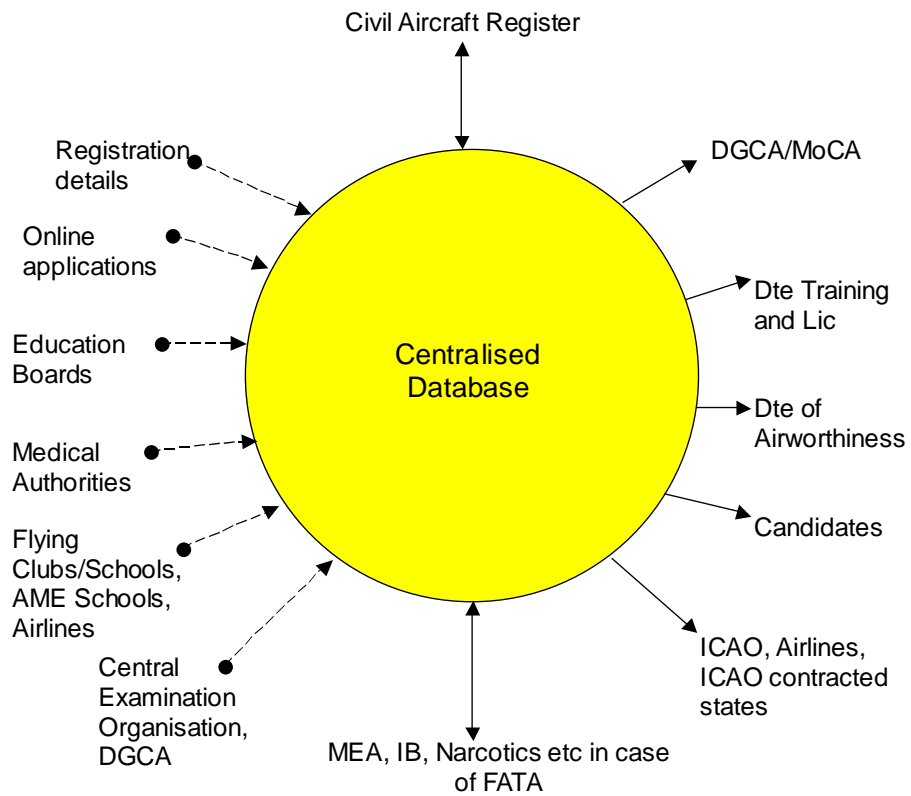 Civil Aircraft Register
Registration
details
Online
applications
Education
Boards
Medical
Authorities
Flying
Clubs/Schools,
AME Schools,
Airlines
Central
Examination
Organisation,
DGCA
Centralised
Database
DGCA/MoCA
Dte Training
and Lic
Dte of
Airworthiness
Candidates
ICAO, Airlines,
ICAO contracted
states
MEA, IB, Narcotics etc in case
of FATA